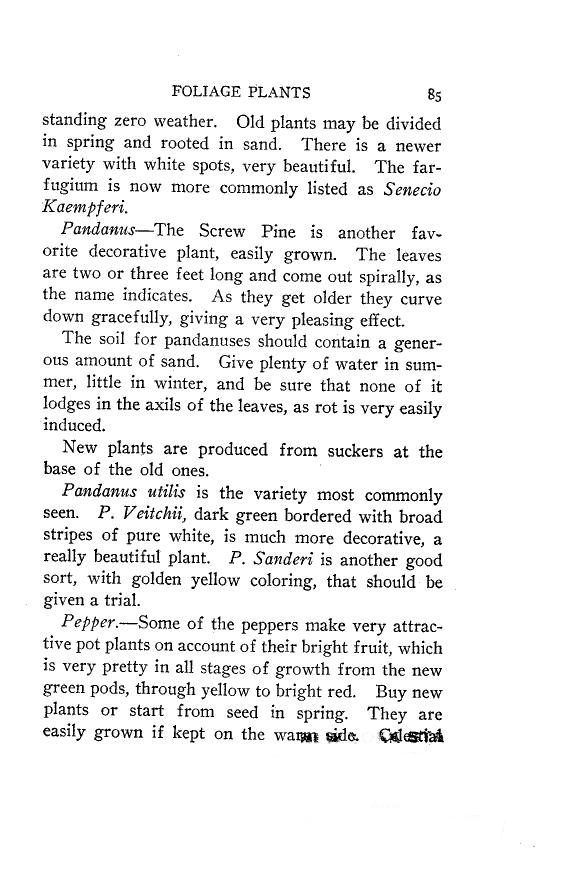 FOLIAGE PLANTS 85
standing zero weather. Old plants may be divided
in spring and rooted in sand. There is a newer
variety with white spots, very beautiful. The far-
fugium is now more commonly listed as Senecio
Kaempferi.
Pandanus—The Screw Pine is another fav-
orite decorative plant, easily grown. The leaves
are two or three feet long and come out spirally, as
the name indicates. As they get older they curve
down gracefully, giving a very pleasing effect.
The soil for pandanuses should contain a gener-
ous amount of sand. Give plenty of water in sum-
mer, little in winter, and be sure that none of it
lodges in the axils of the leaves, as rot is very easily
induced.
New plants are produced from suckers at the
base of the old ones.
Pandanus utilis is the variety most commonly
seen. P. Veitchii, dark green bordered with broad
stripes of pure white, is much more decorative, a
really beautiful plant. P. Sanderi is another good
sort, with golden yellow coloring, that should be
given a trial.
Pepper.—Some of the peppers make very attrac-
tive pot plants on account of their bright fruit, which
is very pretty in all stages of growth from the new
green pods, through yellow to bright red. Buy new
plants or start from seed in spring. They are
easily grown if kept on the warm side. Celestial